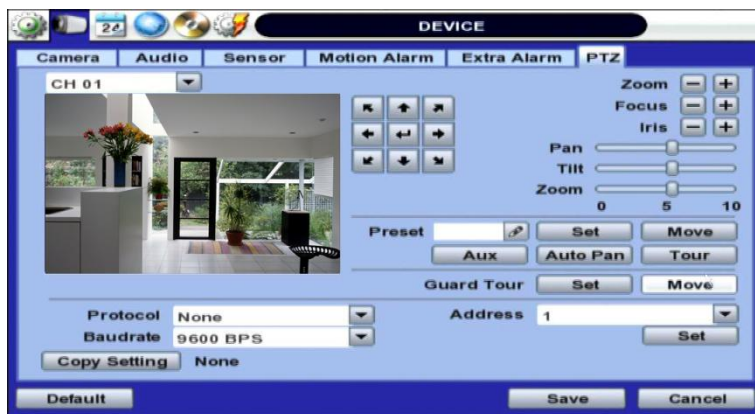 24
DEVICE
Camera Audio Sensor Motion Alarm Extra Alarm PTZ
CH 01
Zoom
Focus
Iris
Pan
Tilt
Zoom
0 5 10
Preset Set Move
Aux Auto Pan Tour
Guard Tour Set Move
Protocol None Address 1
Baudrate 9600 BPS Set
Copy Setting None
Default Save Cancel